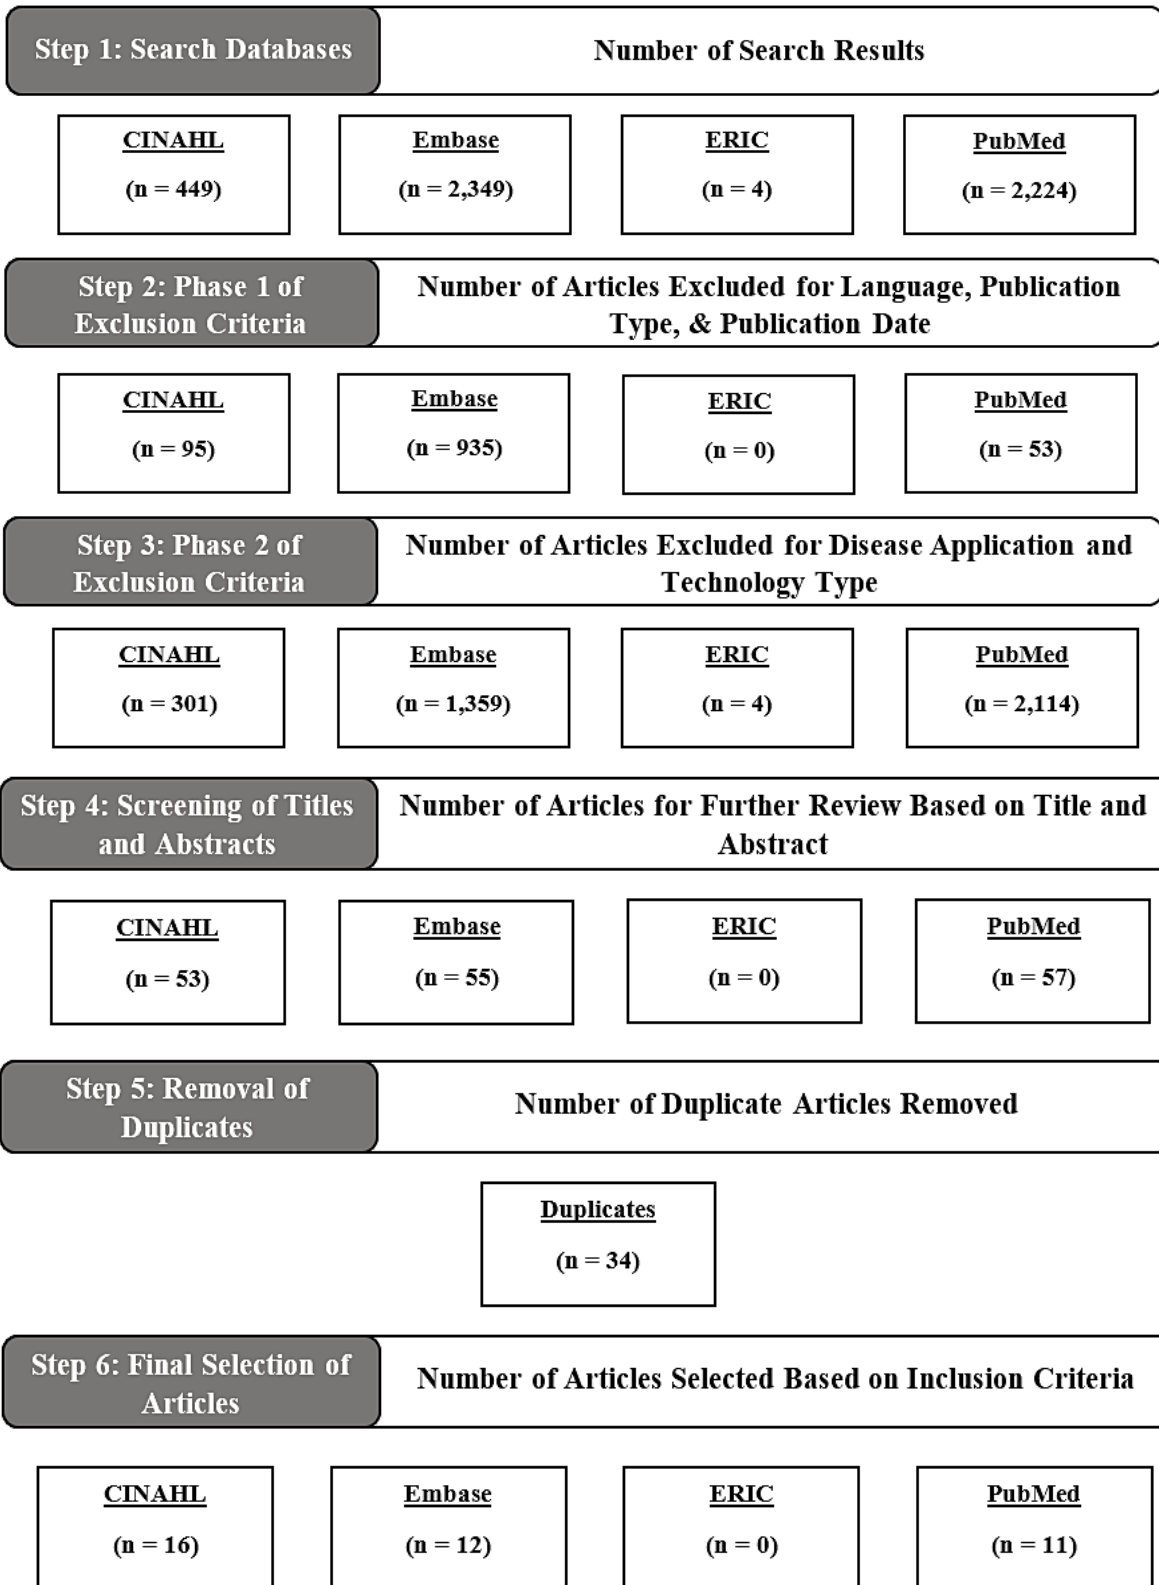 Step 1: Search Databases
Number of Search Results
CINAHL
(n = 449)
Embase
(n = 2,349)
ERIC
(n = 4)
PubMed
(n = 2,224)
Step 2: Phase 1 of
Exclusion Criteria
Number of Articles Excluded for Language, Publication
Type, & Publication Date
CINAHL
(n = 95)
Embase
(n = 935)
ERIC
(n = 0)
PubMed
(n = 53)
Step 3: Phase 2 of
Exclusion Criteria
Number of Articles Excluded for Disease Application and
Technology Type
CINAHL
(n = 301)
Embase
(n = 1,359)
ERIC
(n = 4)
PubMed
(n = 2,114)
Step 4: Screening of Titles
and Abstracts
Number of Articles for Further Review Based on Title and
Abstract
CINAHL
(n = 53)
Embase
(n = 55)
ERIC
(n = 0)
PubMed
(n = 57)
Step 5: Removal of
Duplicates
Number of Duplicate Articles Removed
Duplicates
(n = 34)
Step 6: Final Selection of
Articles
Number of Articles Selected Based on Inclusion Criteria
CINAHL
(n = 16)
Embase
(n = 12)
ERIC
(n = 0)
PubMed
(n = 11)